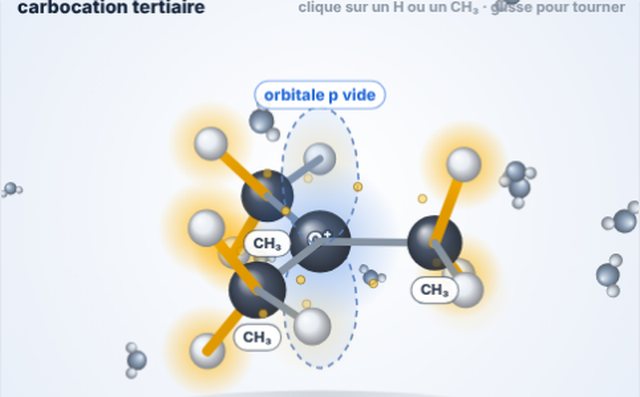 carbocation tertiaire
clique sur un H ou un CH₃ · glisse pour tourner
orbitale p vide
CH₃
C⁺
CH₃
CH₃